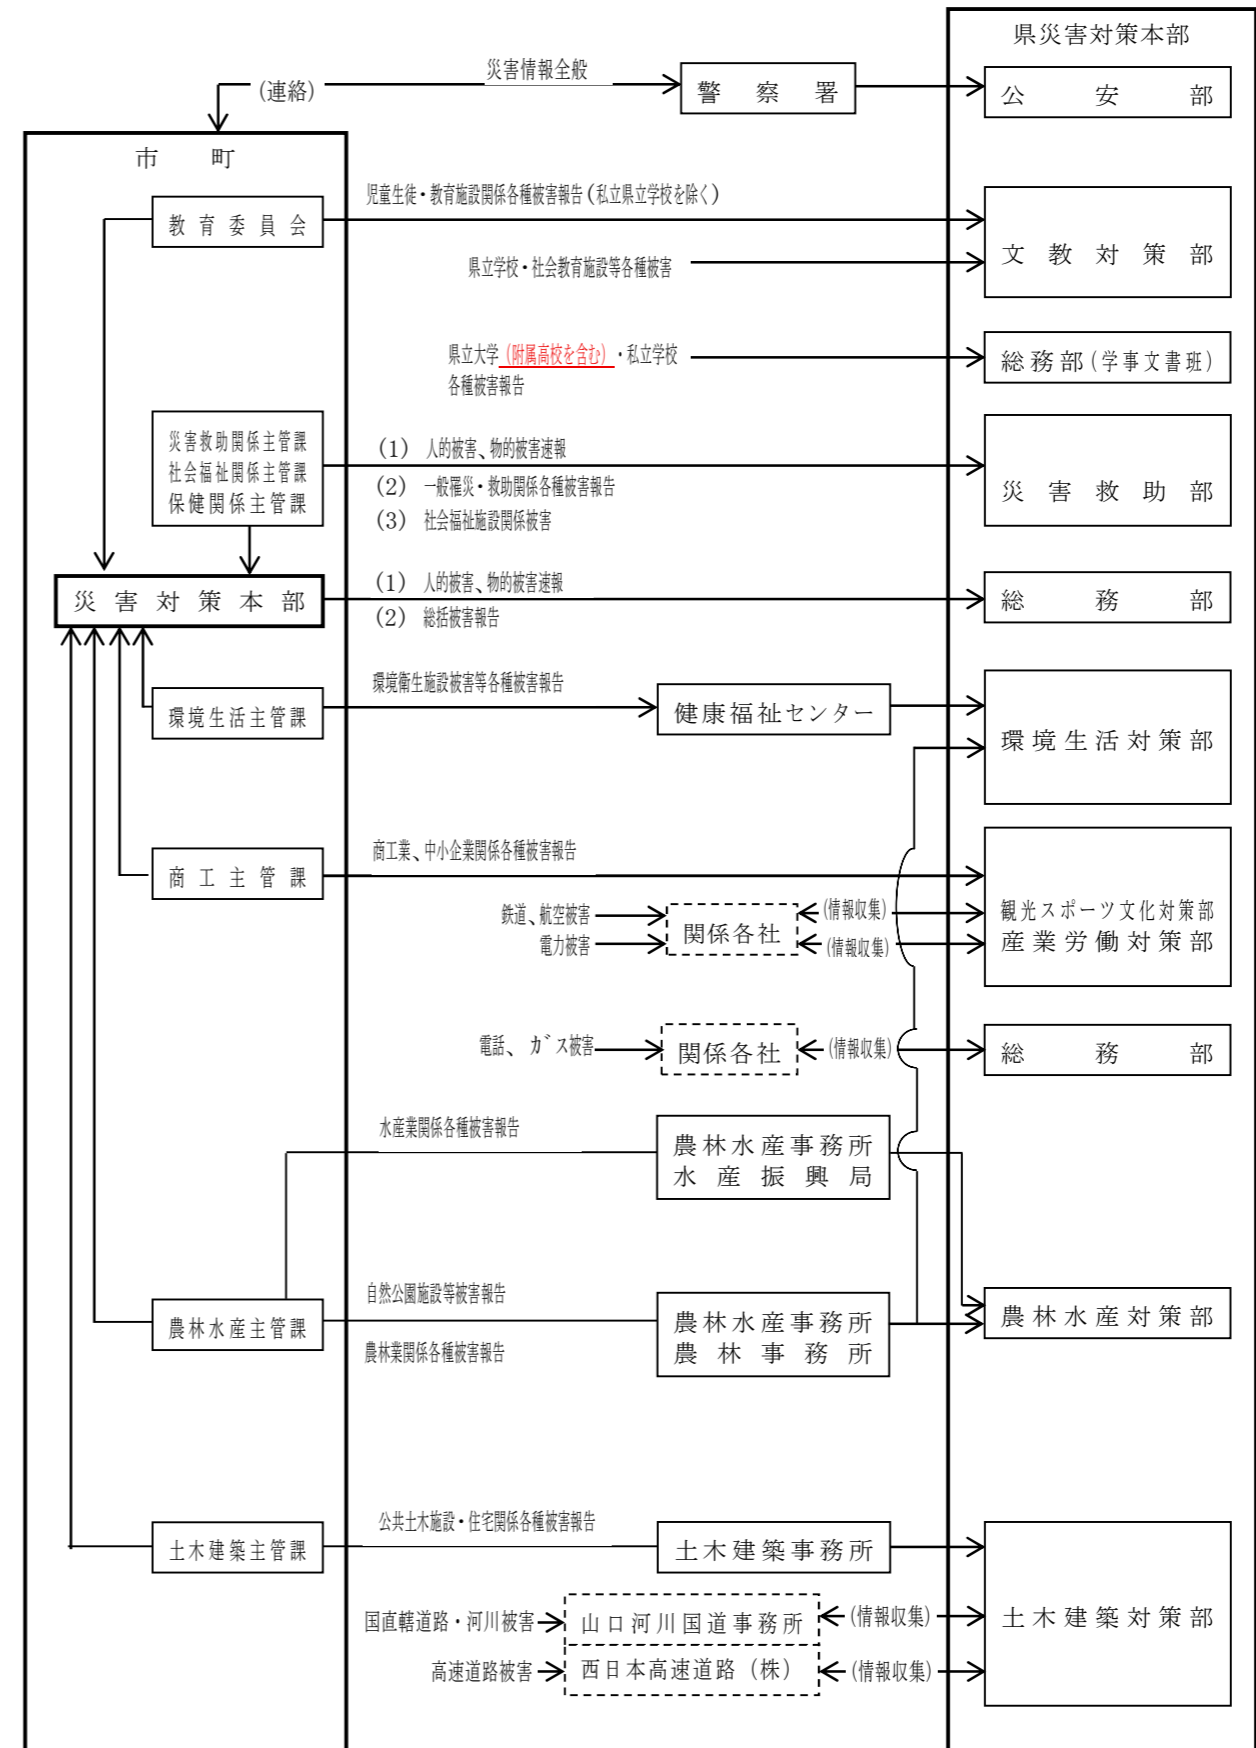 県災害対策本部
災害情報全般
(連絡)
警察署
公安部
市町
児童生徒・教育施設関係各種被害報告(私立県立学校を除く)
教育委員会
文教対策部
県立学校・社会教育施設等各種被害
県立大学(附属高校を含む)・私立学校
各種被害報告
総務部(学事文書班)
災害救助関係主管課
社会福祉関係主管課
保健関係主管課
(1) 人的被害、物的被害速報
(2) 一般罹災・救助関係各種被害報告
(3) 社会福祉施設関係被害
災害救助部
災害対策本部
(1) 人的被害、物的被害速報
(2) 総括被害報告
総務部
環境衛生施設被害等各種被害報告
環境生活主管課
健康福祉センター
環境生活対策部
商工業、中小企業関係各種被害報告
商工主管課
鉄道、航空被害
電力被害
関係各社
(情報収集)
(情報収集)
観光スポーツ文化対策部
産業労働対策部
電話、ガス被害
関係各社
(情報収集)
総務部
水産業関係各種被害報告
農林水産事務所
水産振興局
自然公園施設等被害報告
農林水産主管課
農林業関係各種被害報告
農林水産事務所
農林事務所
農林水産対策部
公共土木施設・住宅関係各種被害報告
土木建築主管課
土木建築事務所
国直轄道路・河川被害
山口河川国道事務所
(情報収集)
土木建築対策部
高速道路被害
西日本高速道路（株）
(情報収集)